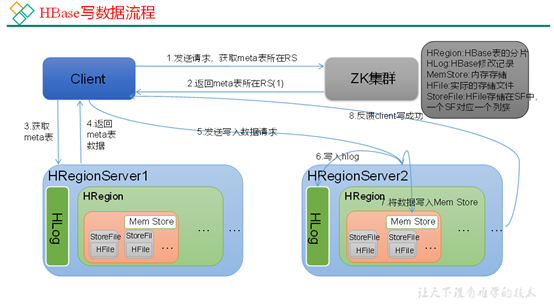 HBase写数据流程
1.发送请求，获取meta表所在RS
HRegion:HBase表的分片
HLog:HBase修改记录
MemStore:内存存储
HFile:实际的存储文件
StoreFile:HFile存储在SF中，
一个SF对应一个列族
Client
ZK集群
2.返回meta表所在RS(1)
8.反馈client写成功
3.获取
meta表
4.返回
meta表
数据
5.发送写入数据请求
6.写入hlog
HRegionServer1
HRegionServer2
HLog
HRegion
Mem Store
StoreFile
HFile
StoreFil
HFile
...
...
...
HLog
HRegion
7.将数据写入Mem Store
Mem Store
StoreFile
HFile
StoreFile
HFile
...
...
...
让天下没有难学的技术